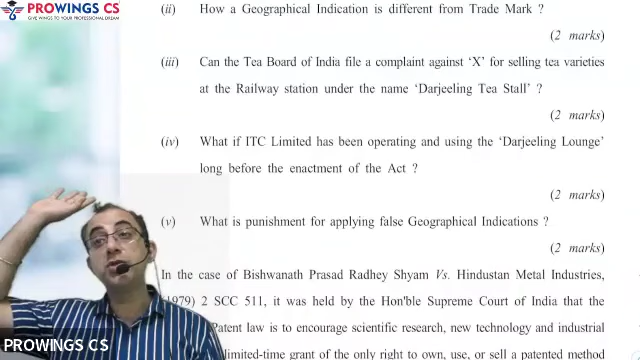 PROWINGS CS
GIVE WINGS TO YOUR PROFESSIONAL DREAM
(ii) How a Geographical Indication is different from Trade Mark ?
(2 marks)
(iii) Can the Tea Board of India file a complaint against ‘X’ for selling tea varieties
at the Railway station under the name ‘Darjeeling Tea Stall’ ?
(2 marks)
(iv) What if ITC Limited has been operating and using the ‘Darjeeling Lounge’
long before the enactment of the Act ?
(2 marks)
(v) What is punishment for applying false Geographical Indications ?
(2 marks)
In the case of Bishwanath Prasad Radhey Shyam Vs. Hindustan Metal Industries,
1979) 2 SCC 511, it was held by the Hon'ble Supreme Court of India that the
Patent law is to encourage scientific research, new technology and industrial
limited-time grant of the only right to own, use, or sell a patented method
PROWINGS CS